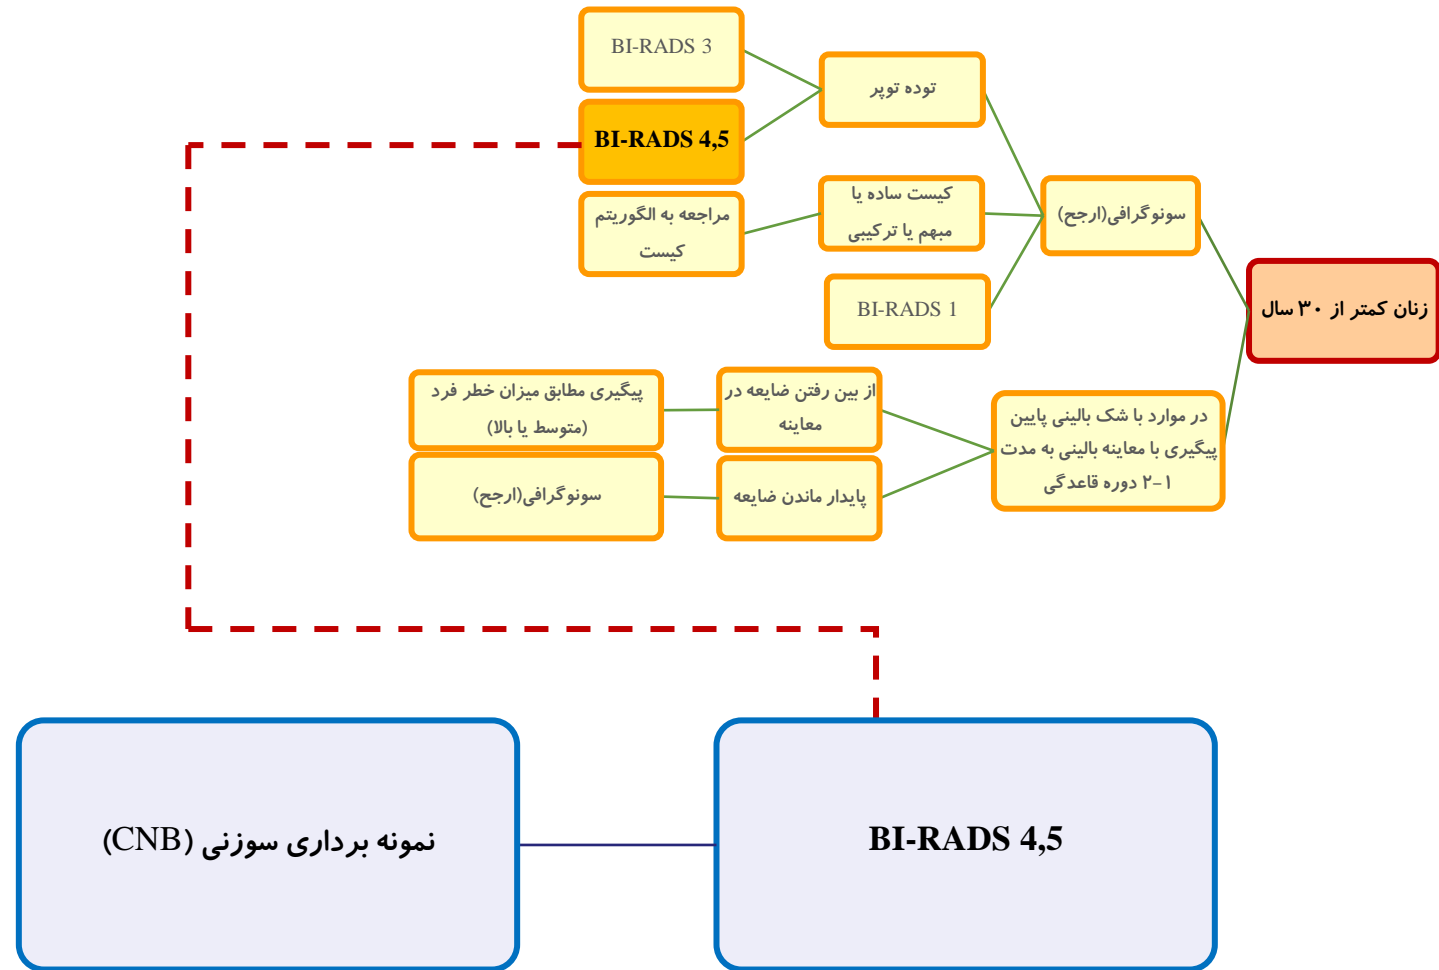 زنان کمتر از ۳۰ سال
سونوگرافی(ارجح)
توده توپر
BI-RADS 3
BI-RADS 4,5
کیست ساده یا
مبهم یا ترکیبی
مراجعه به الگوریتم
کیست
BI-RADS 1
در موارد با شک بالینی پایین
پیگیری با معاینه بالینی به مدت
۱-۲ دوره قاعدگی
از بین رفتن ضایعه در
معاینه
پیگیری مطابق میزان خطر فرد
(متوسط یا بالا)
پایدار ماندن ضایعه
سونوگرافی(ارجح)
BI-RADS 4,5
نمونه برداری سوزنی (CNB)